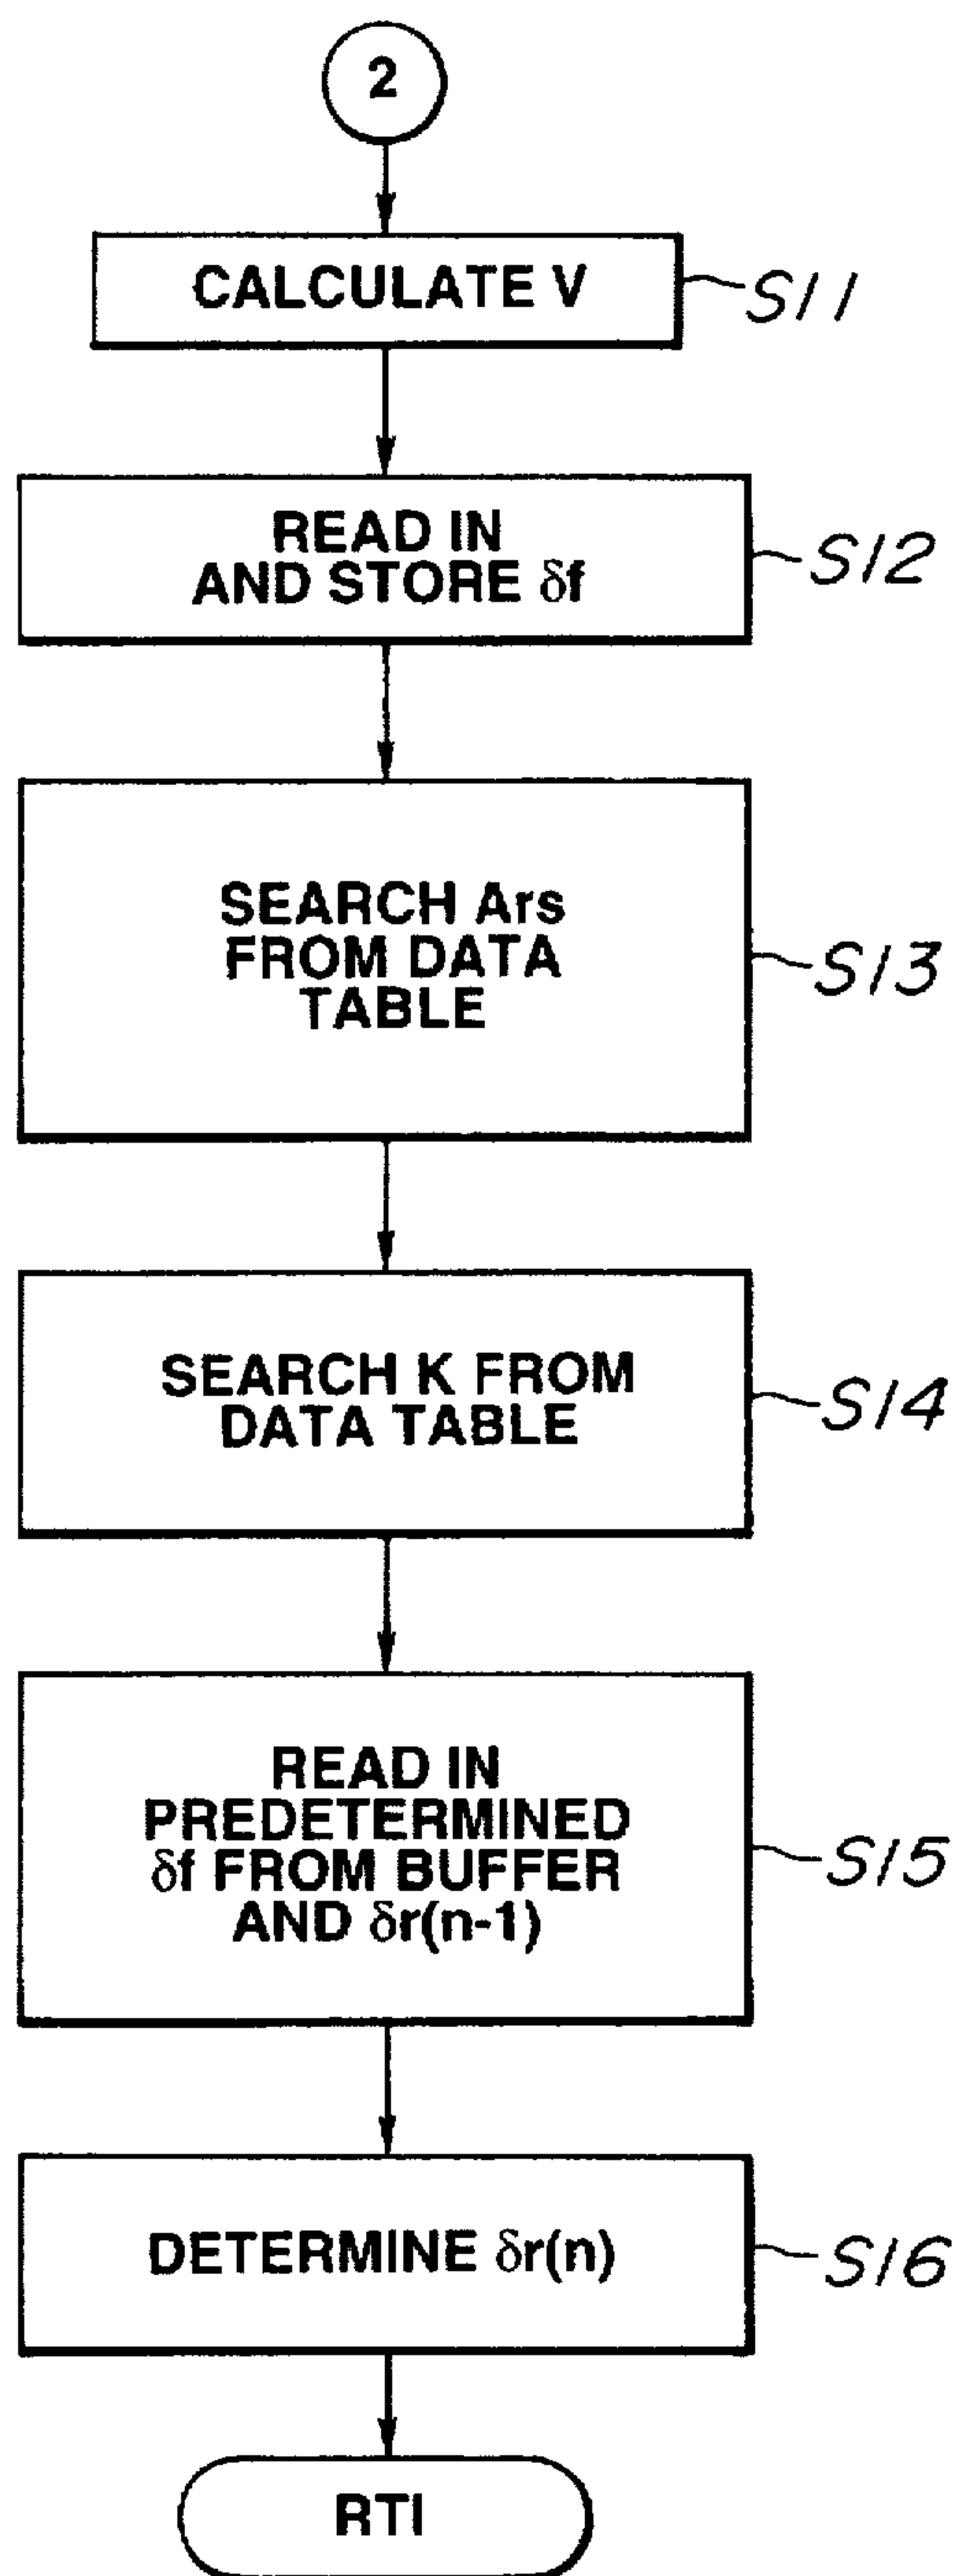 2
CALCULATE V
S11
READ IN
AND STORE δf
S12
SEARCH Ars
FROM DATA
TABLE
S13
SEARCH K FROM
DATA TABLE
S14
READ IN
PREDETERMINED
δf FROM BUFFER
AND δr(n-1)
S15
DETERMINE δr(n)
S16
RTI